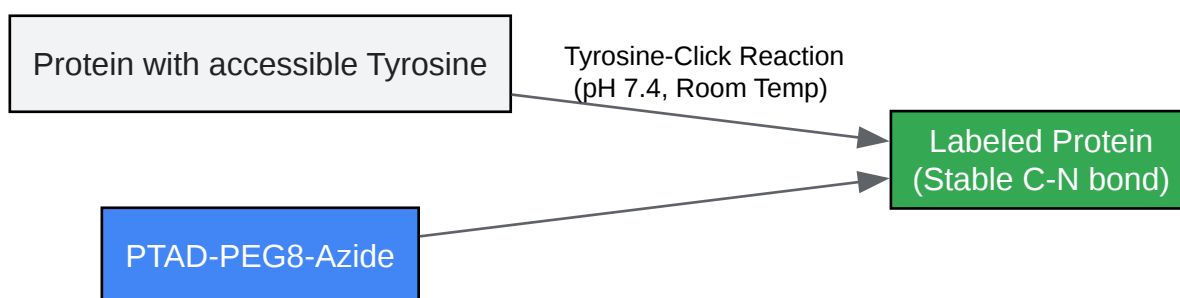 Protein with accessible Tyrosine
Tyrosine-Click Reaction
(pH 7.4, Room Temp)
Labeled Protein
(Stable C-N bond)
PTAD-PEG8-Azide